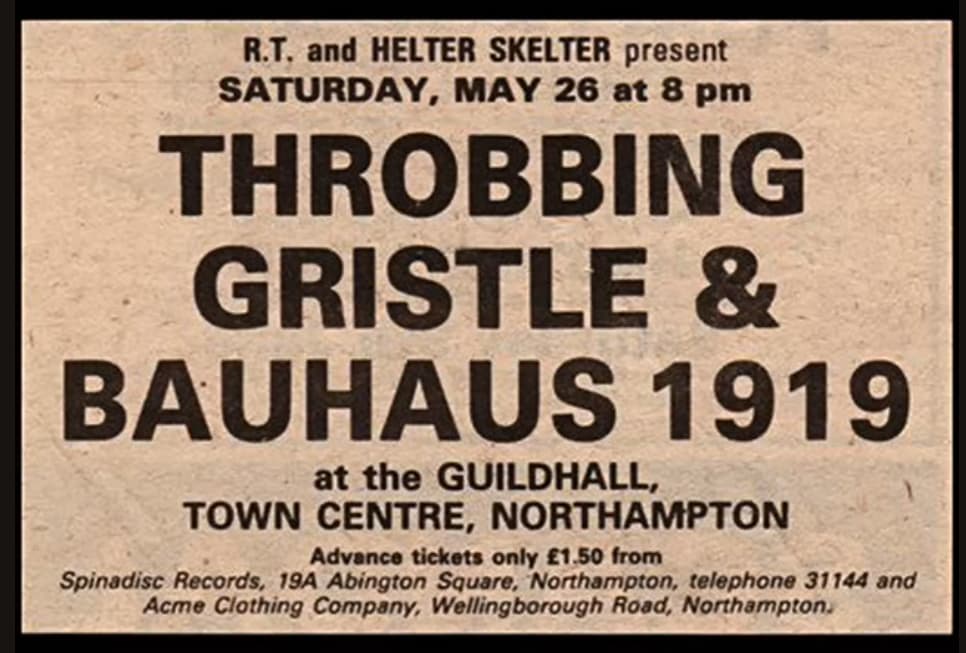 R.T. and HELTER SKELTER present
SATURDAY, MAY 26 at 8 pm
THROBBING
GRISTLE &
BAUHAUS 1919
at the GUILDHALL,
TOWN CENTRE, NORTHAMPTON
Advance tickets only £1.50 from
Spinadisc Records, 19A Abington Square, Northampton, telephone 31144 and
Acme Clothing Company, Wellingborough Road, Northampton.